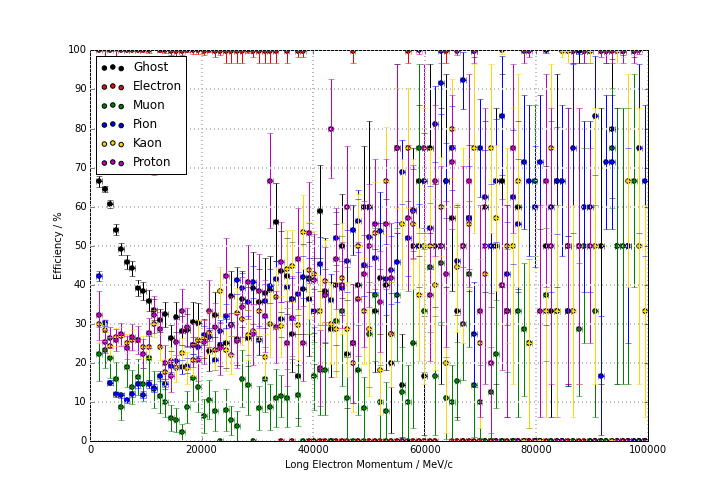 100
90
80
70
60
50
40
30
20
10
0
Efficiency / %
Ghost
Electron
Muon
Pion
Kaon
Proton
0 20000 40000 60000 80000 100000
Long Electron Momentum / MeV/c